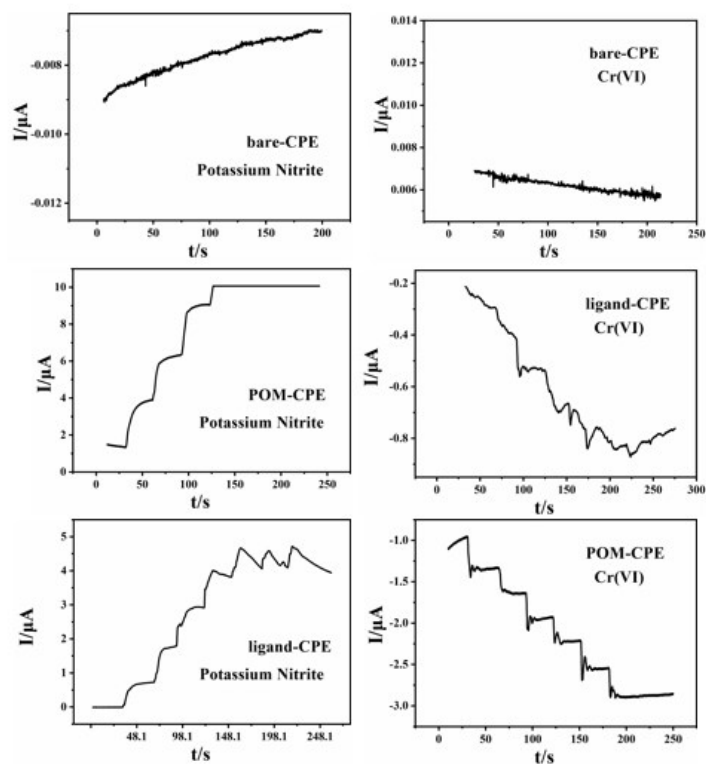 -0.008
-0.010
-0.012
I/μA
bare-CPE
Potassium Nitrite
0 50 100 150 200
t/s
0.014
0.012
0.010
0.008
0.006
I/μA
bare-CPE
Cr(VI)
0 50 100 150 200 250
t/s
10
8
6
4
2
0
I/μA
POM-CPE
Potassium Nitrite
0 50 100 150 200 250
t/s
-0.2
-0.4
-0.6
-0.8
I/μA
ligand-CPE
Cr(VI)
0 50 100 150 200 250 300
t/s
5
4
3
2
1
0
I/μA
ligand-CPE
Potassium Nitrite
48.1 98.1 148.1 198.1 248.1
t/s
-1.0
-1.5
-2.0
-2.5
-3.0
I/μA
POM-CPE
Cr(VI)
0 50 100 150 200 250
t/s